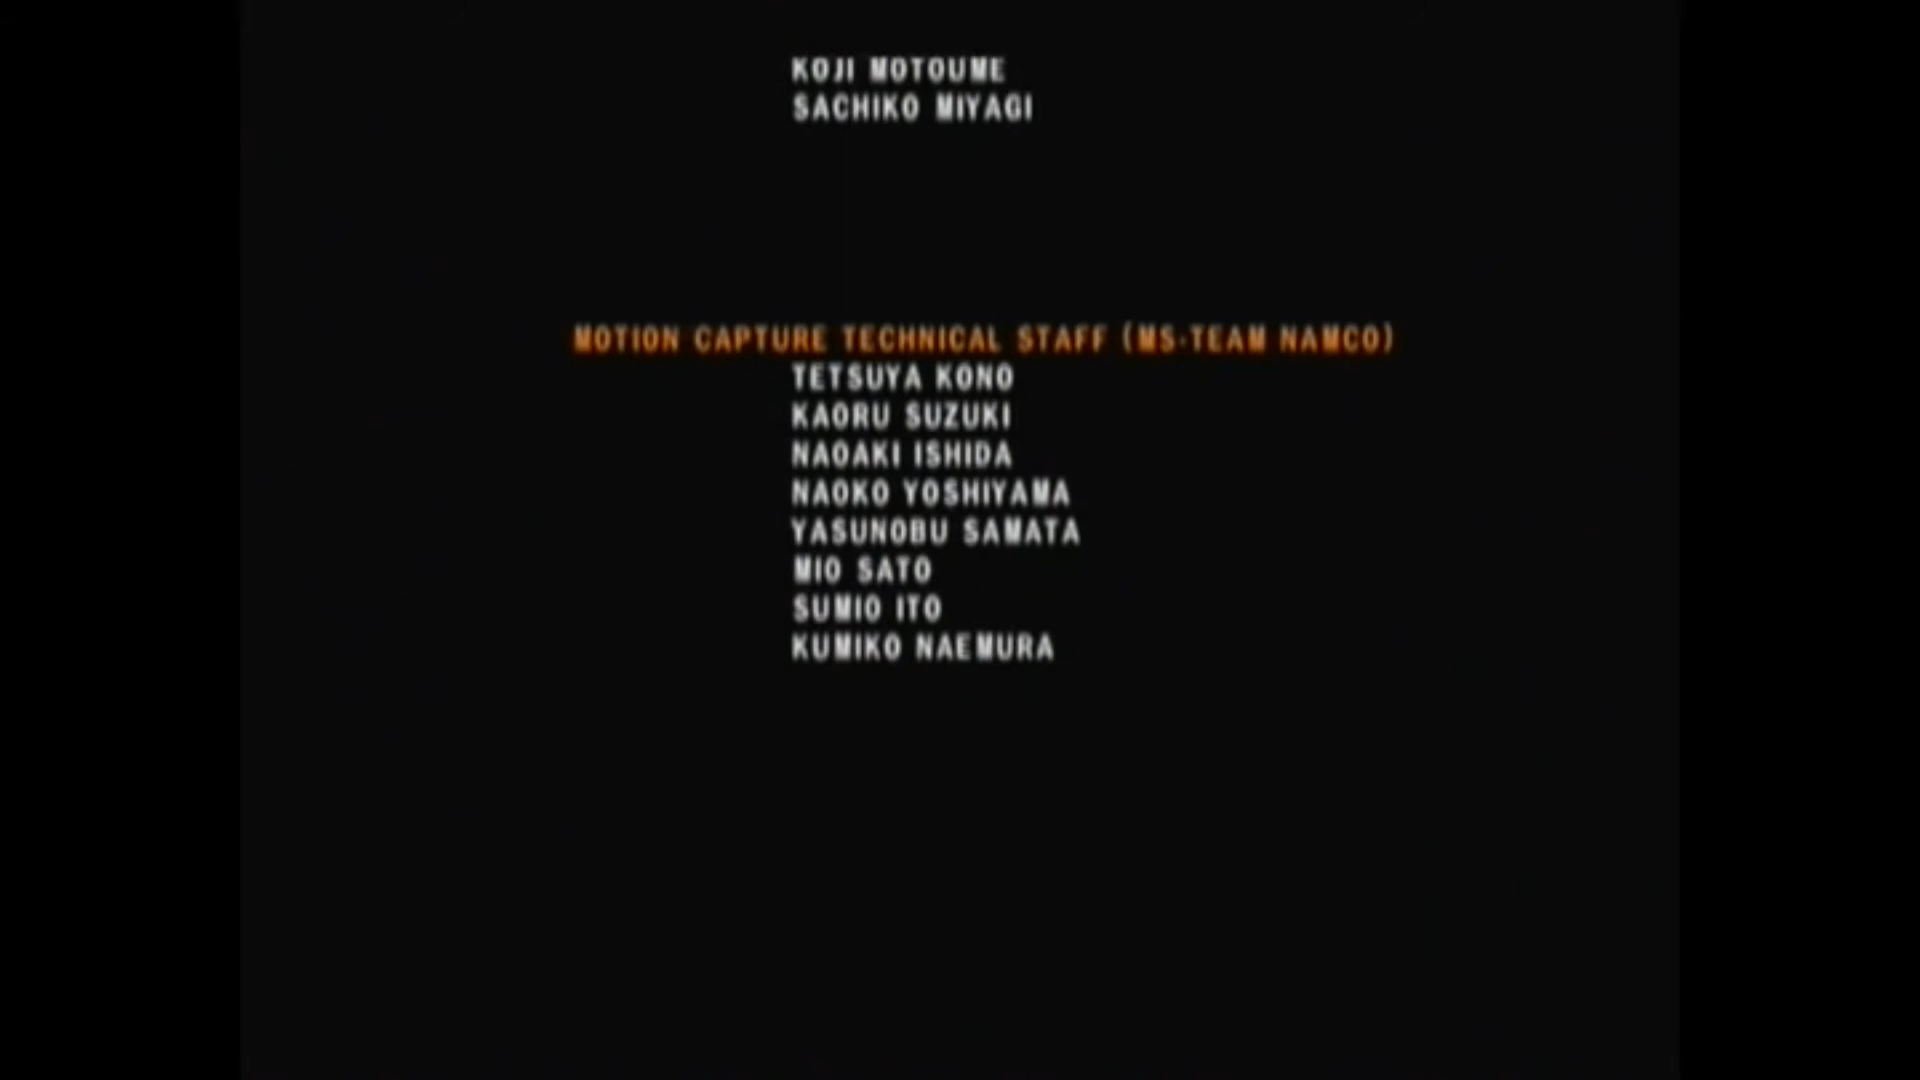 KOJI MOTOUME
SACHIKO MIYAGI
MOTION CAPTURE TECHNICAL STAFF (MS-TEAM NAMCO)
TETSUYA KONO
KAORU SUZUKI
NAOAKI ISHIDA
NAOKO YOSHIYAMA
YASUNOBU SAMATA
MIO SATO
SUMIO ITO
KUMIKO NAEMURA